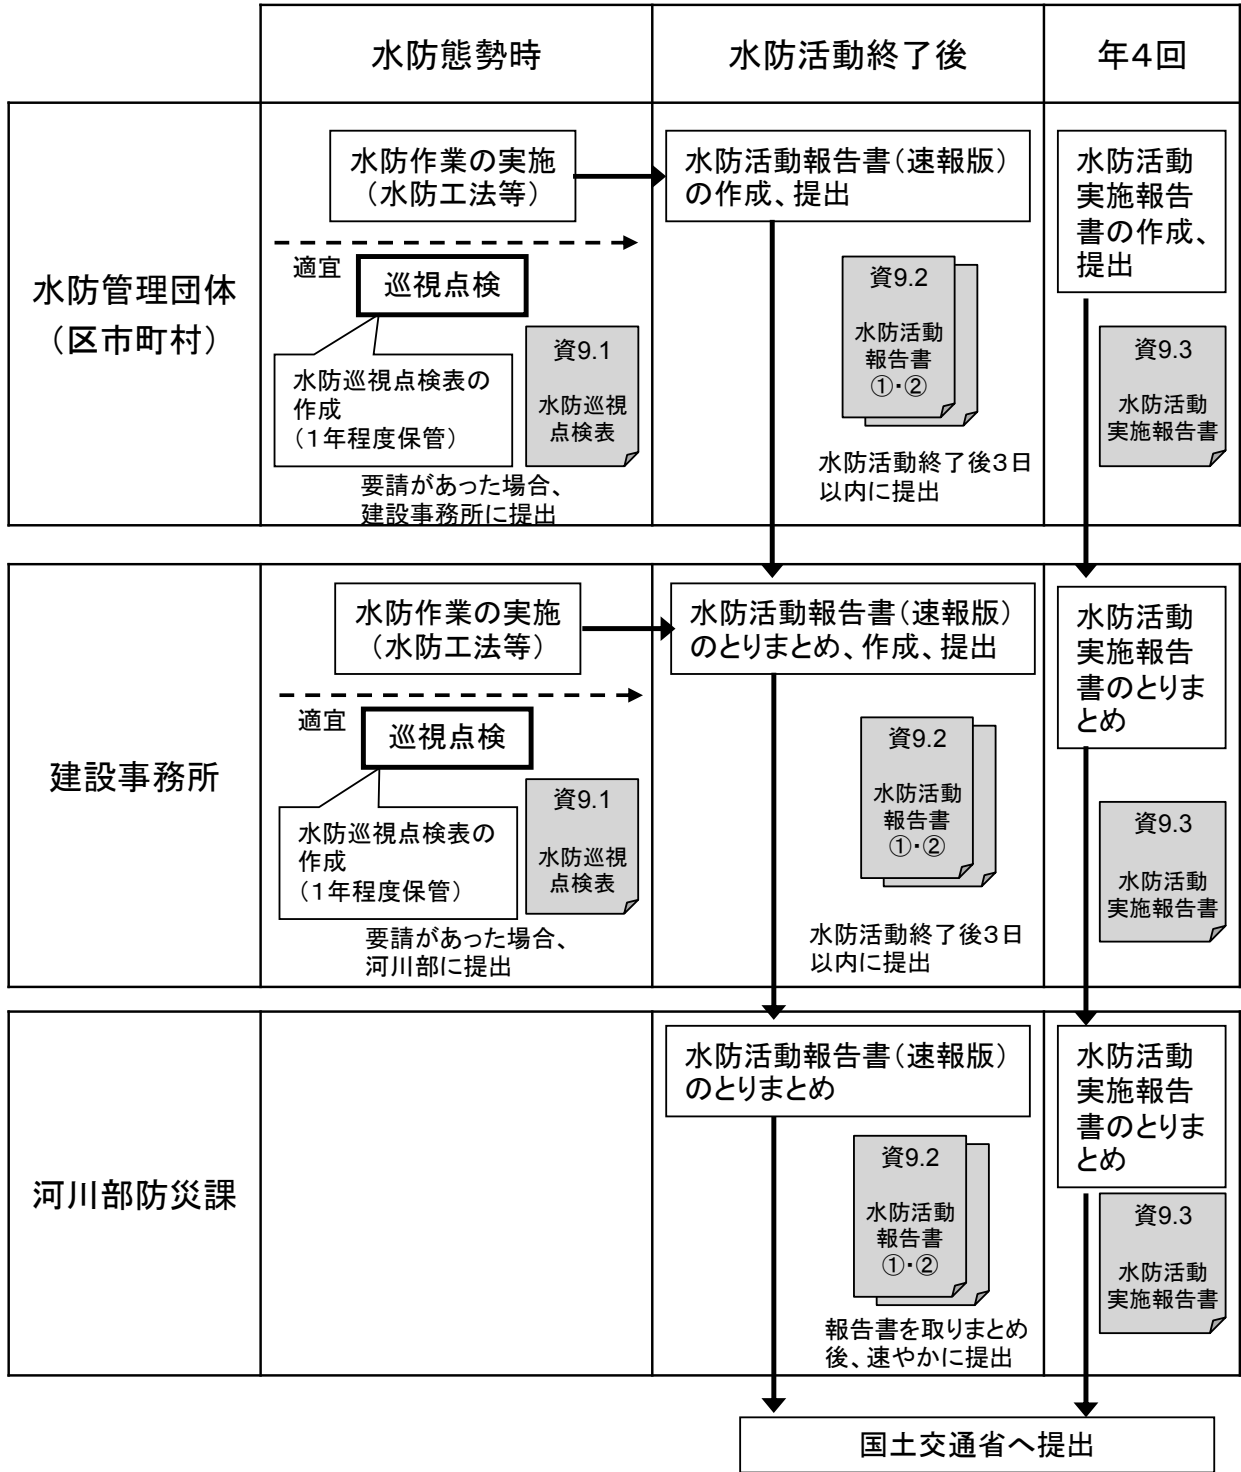 水防態勢時
水防活動終了後
年4回
水防管理団体
（区市町村）
水防作業の実施
（水防工法等）
適宜
巡視点検
水防巡視点検表の
作成
（１年程度保管）
資9.1
水防巡視
点検表
要請があった場合、
建設事務所に提出
水防活動報告書（速報版）
の作成、提出
資9.2
水防活動
報告書
①・②
水防活動終了後３日
以内に提出
水防活動
実施報告
書の作成、
提出
資9.3
水防活動
実施報告書
建設事務所
水防作業の実施
（水防工法等）
適宜
巡視点検
水防巡視点検表の
作成
（１年程度保管）
資9.1
水防巡視
点検表
要請があった場合、
河川部に提出
水防活動報告書（速報版）
のとりまとめ、作成、提出
資9.2
水防活動
報告書
①・②
水防活動終了後３日
以内に提出
水防活動
実施報告
書のとりま
とめ
資9.3
水防活動
実施報告書
河川部防災課
水防活動報告書（速報版）
のとりまとめ
資9.2
水防活動
報告書
①・②
報告書を取りまとめ
後、速やかに提出
水防活動
実施報告
書のとりま
とめ
資9.3
水防活動
実施報告書
国土交通省へ提出